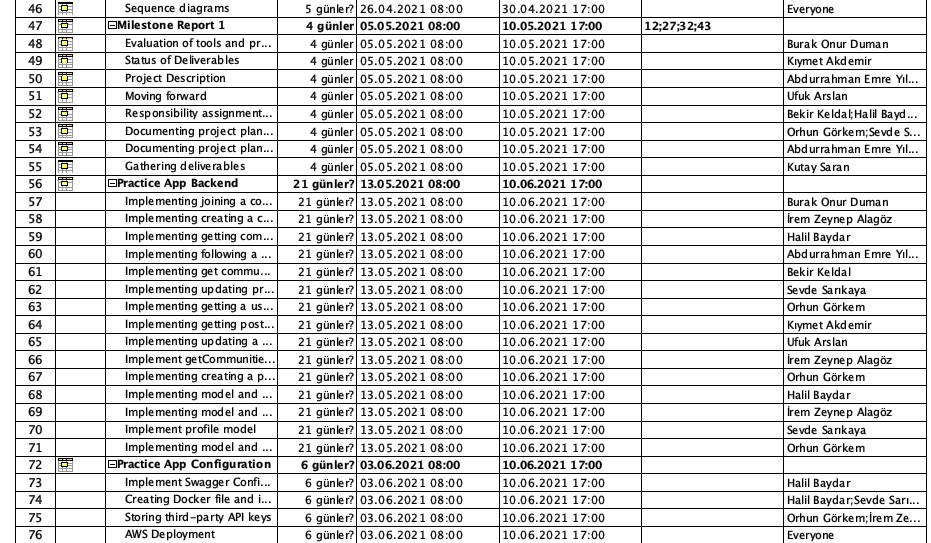 46 Sequence diagrams 5 günler? 26.04.2021 08:00 30.04.2021 17:00 Everyone
47 Milestone Report 1 4 günler 05.05.2021 08:00 10.05.2021 17:00 12;27;32;43
48 Evaluation of tools and pr... 4 günler 05.05.2021 08:00 10.05.2021 17:00 Burak Onur Duman
49 Status of Deliverables 4 günler 05.05.2021 08:00 10.05.2021 17:00 Kıymet Akdemir
50 Project Description 4 günler 05.05.2021 08:00 10.05.2021 17:00 Abdurrahman Emre Yıl...
51 Moving forward 4 günler 05.05.2021 08:00 10.05.2021 17:00 Ufuk Arslan
52 Responsibility assignment... 4 günler 05.05.2021 08:00 10.05.2021 17:00 Bekir Keldal;Halil Bayd...
53 Documenting project plan... 4 günler 05.05.2021 08:00 10.05.2021 17:00 Orhun Görkem;Sevde S...
54 Documenting project plan... 4 günler 05.05.2021 08:00 10.05.2021 17:00 Abdurrahman Emre Yıl...
55 Gathering deliverables 4 günler 05.05.2021 08:00 10.05.2021 17:00 Kutay Saran
56 Practice App Backend 21 günler? 13.05.2021 08:00 10.06.2021 17:00
57 Implementing joining a co... 21 günler? 13.05.2021 08:00 10.06.2021 17:00 Burak Onur Duman
58 Implementing creating a c... 21 günler? 13.05.2021 08:00 10.06.2021 17:00 İrem Zeynep Alagöz
59 Implementing getting com... 21 günler? 13.05.2021 08:00 10.06.2021 17:00 Halil Baydar
60 Implementing following a ... 21 günler? 13.05.2021 08:00 10.06.2021 17:00 Abdurrahman Emre Yıl...
61 Implementing get commu... 21 günler? 13.05.2021 08:00 10.06.2021 17:00 Bekir Keldal
62 Implementing updating pr... 21 günler? 13.05.2021 08:00 10.06.2021 17:00 Sevde Sarıkaya
63 Implementing getting a us... 21 günler? 13.05.2021 08:00 10.06.2021 17:00 Orhun Görkem
64 Implementing getting post... 21 günler? 13.05.2021 08:00 10.06.2021 17:00 Kıymet Akdemir
65 Implementing updating a ... 21 günler? 13.05.2021 08:00 10.06.2021 17:00 Ufuk Arslan
66 Implement getCommunitie... 21 günler? 13.05.2021 08:00 10.06.2021 17:00 İrem Zeynep Alagöz
67 Implementing creating a p... 21 günler? 13.05.2021 08:00 10.06.2021 17:00 Orhun Görkem
68 Implementing model and ... 21 günler? 13.05.2021 08:00 10.06.2021 17:00 Halil Baydar
69 Implementing model and ... 21 günler? 13.05.2021 08:00 10.06.2021 17:00 İrem Zeynep Alagöz
70 Implement profile model 21 günler? 13.05.2021 08:00 10.06.2021 17:00 Sevde Sarıkaya
71 Implementing model and ... 21 günler? 13.05.2021 08:00 10.06.2021 17:00 Orhun Görkem
72 Practice App Configuration 6 günler? 03.06.2021 08:00 10.06.2021 17:00
73 Implement Swagger Confi... 6 günler? 03.06.2021 08:00 10.06.2021 17:00 Halil Baydar
74 Creating Docker file and i... 6 günler? 03.06.2021 08:00 10.06.2021 17:00 Halil Baydar;Sevde Sarı...
75 Storing third-party API keys 6 günler? 03.06.2021 08:00 10.06.2021 17:00 Orhun Görkem;İrem Ze...
76 AWS Deployment 6 günler? 03.06.2021 08:00 10.06.2021 17:00 Everyone